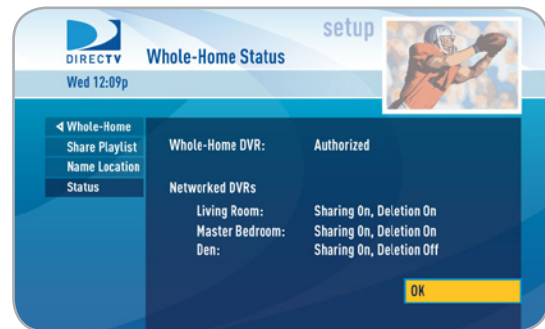 setup
DIRECTV
Whole-Home Status
Wed 12:09p
Whole-Home
Share Playlist
Name Location
Status
Whole-Home DVR: Authorized
Networked DVRs
Living Room: Sharing On, Deletion On
Master Bedroom: Sharing On, Deletion On
Den: Sharing On, Deletion Off
OK